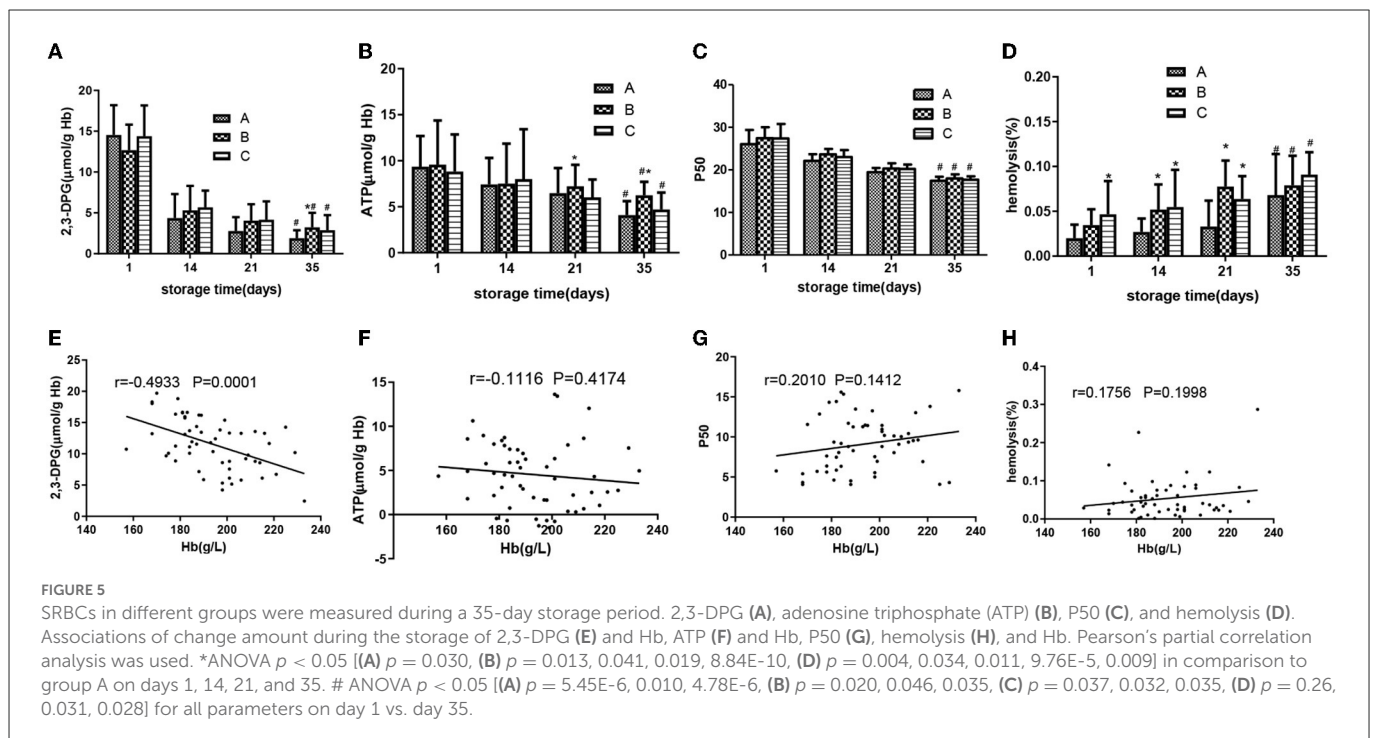 A
B
C
D
2,3-DPG(μmol/g Hb)
20
15
10
5
0
A
B
C
*#
#
#
1
14
21
35
storage time(days)
ATP(μmol/g Hb)
20
15
10
5
0
A
B
C
*
#
#*
#
1
14
21
35
storage time(days)
P50
40
30
20
10
0
A
B
C
# # #
1
14
21
35
storage time(days)
hemolysis(%)
0.20
0.15
0.10
0.05
0.00
A
B
C
*
*
*
*
*
# # #
1
14
21
35
storage time(days)
E
F
G
H
2,3-DPG(μmol/g Hb)
25
20
15
10
5
0
r=-0.4933 P=0.0001
140 160 180 200 220 240
Hb(g/L)
ATP(μmol/g Hb)
15
10
5
0
-5
r=-0.1116 P=0.4174
160 180 200 220 240
Hb(g/L)
P50
20
15
10
5
0
r=0.2010 P=0.1412
140 160 180 200 220 240
Hb(g/L)
hemolysis(%)
0.4
0.3
0.2
0.1
0.0
r=0.1756 P=0.1998
140 160 180 200 220 240
Hb(g/L)
FIGURE 5
SRBCs in different groups were measured during a 35-day storage period. 2,3-DPG (A), adenosine triphosphate (ATP) (B), P50 (C), and hemolysis (D).
Associations of change amount during the storage of 2,3-DPG (E) and Hb, ATP (F) and Hb, P50 (G), hemolysis (H), and Hb. Pearson's partial correlation
analysis was used. *ANOVA p < 0.05 [(A) p = 0.030, (B) p = 0.013, 0.041, 0.019, 8.84E-10, (D) p = 0.004, 0.034, 0.011, 9.76E-5, 0.009] in comparison to
group A on days 1, 14, 21, and 35. # ANOVA p < 0.05 [(A) p = 5.45E-6, 0.010, 4.78E-6, (B) p = 0.020, 0.046, 0.035, (C) p = 0.037, 0.032, 0.035, (D) p = 0.26,
0.031, 0.028] for all parameters on day 1 vs. day 35.